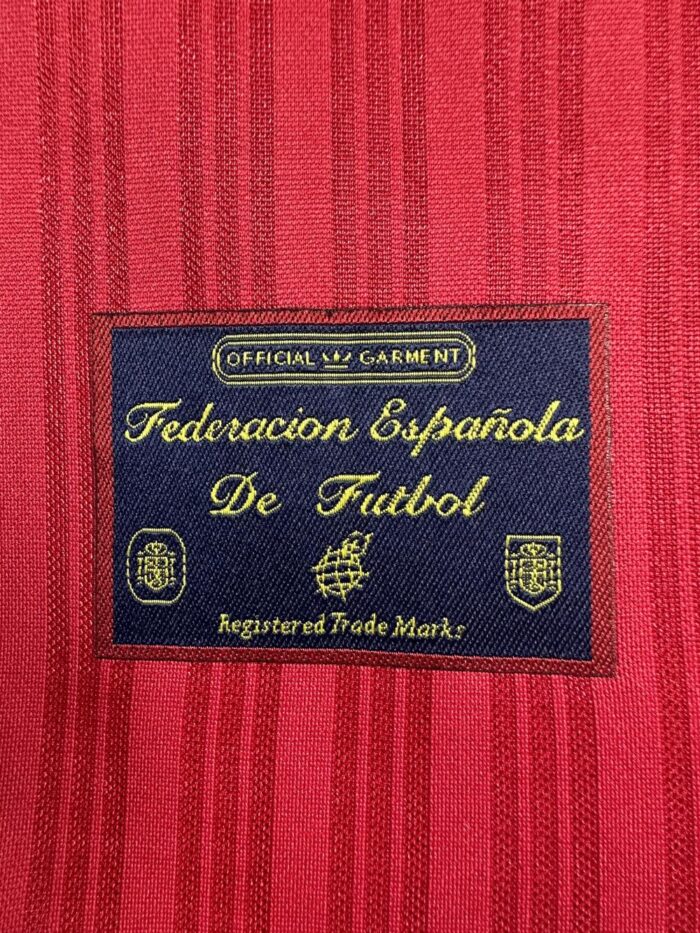 OFFICIAL GARMENT
Federacion Española
De Futbol
Registered Trade Marks